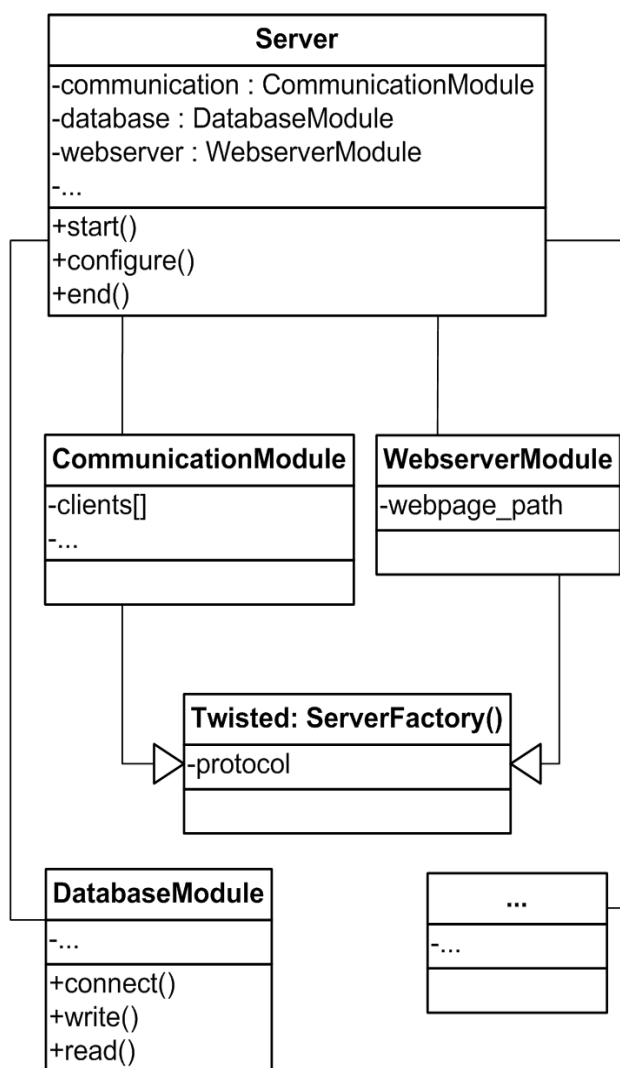 Server
-communication : CommunicationModule
-database : DatabaseModule
-webserver : WebserverModule
-...
+start()
+configure()
+end()
CommunicationModule
-clients[]
-...
WebserverModule
-webpage_path
Twisted: ServerFactory()
-protocol
DatabaseModule
-...
+connect()
+write()
+read()
...
-...